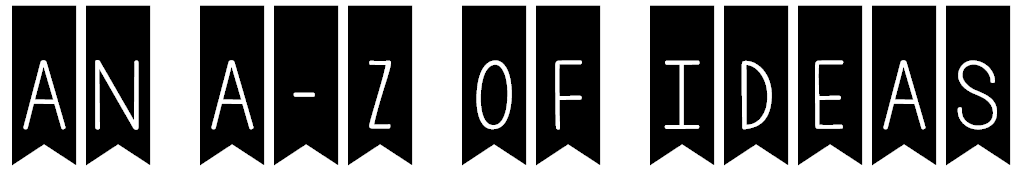 AN A-Z OF IDEAS